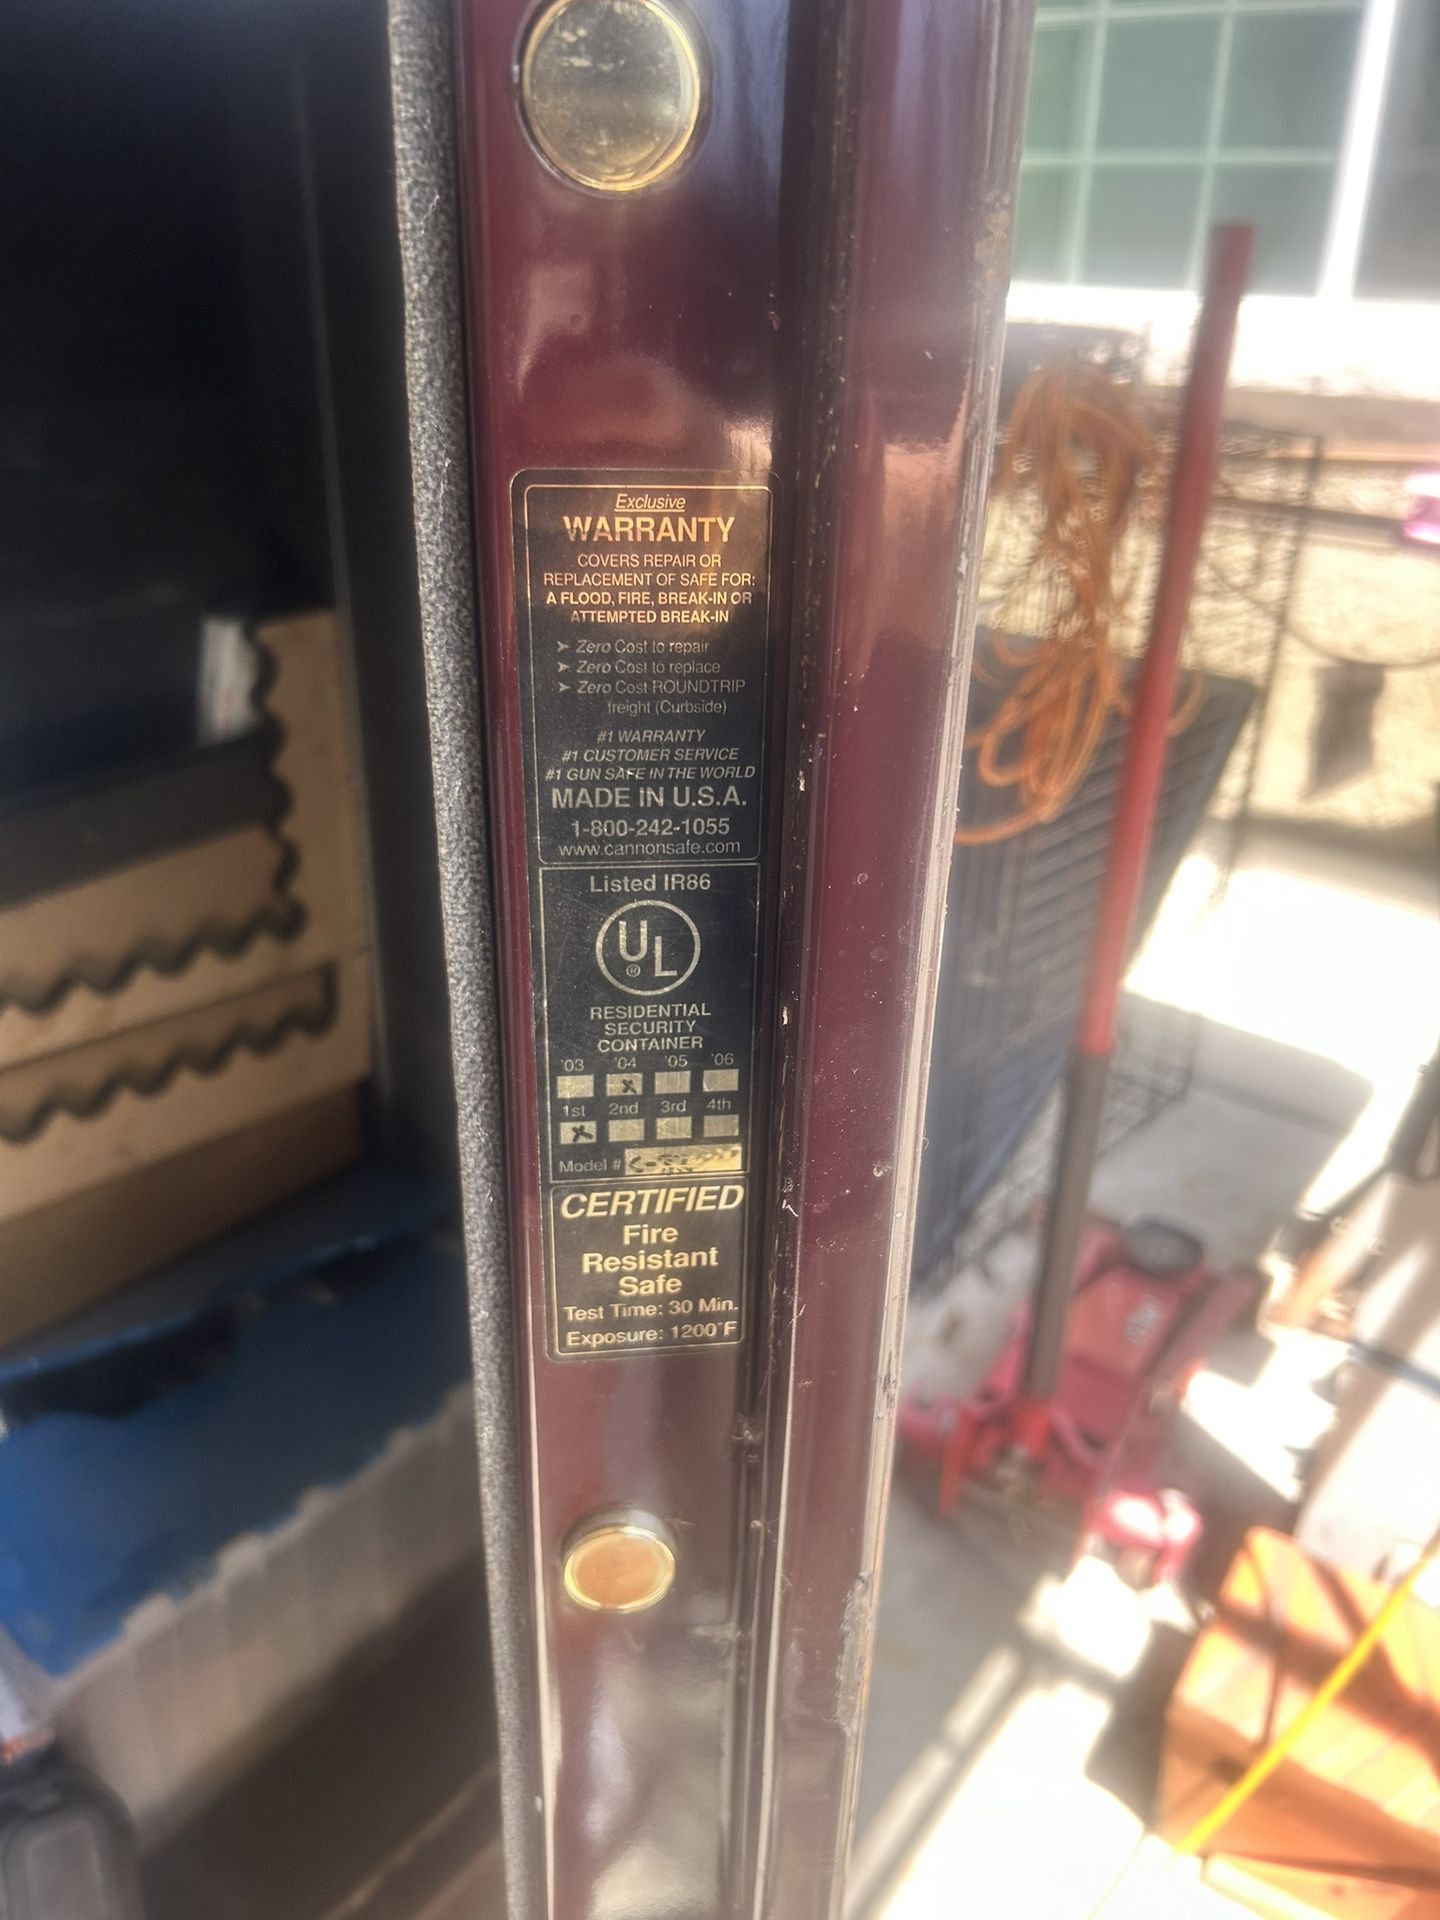 Exclusive
WARRANTY
COVERS REPAIR OR
REPLACEMENT OF SAFE FOR:
A FLOOD, FIRE, BREAK-IN OR
ATTEMPTED BREAK-IN
➤ Zero Cost to repair
➤ Zero Cost to replace
➤ Zero Cost ROUNDTRIP
freight (Curbside)
#1 WARRANTY
#1 CUSTOMER SERVICE
#1 GUN SAFE IN THE WORLD
MADE IN U.S.A.
1-800-242-1055
www.cannonsafe.com
Listed IR86
UL
®
RESIDENTIAL
SECURITY
CONTAINER
'03 '04 '05 '06
X
1st 2nd 3rd 4th
X
Model #
CERTIFIED
Fire
Resistant
Safe
Test Time: 30 Min.
Exposure: 1200°F